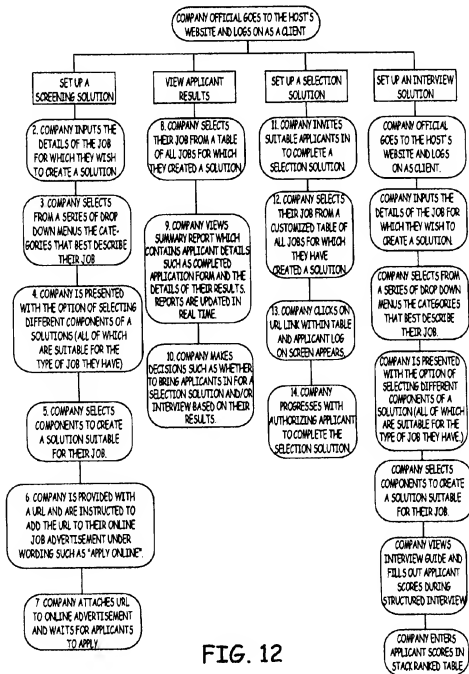 COMPANY OFFICIAL GOES TO THE HOST'S
WEBSITE AND LOGS ON AS A CLIENT
SET UP A
SCREENING SOLUTION
2. COMPANY INPUTS THE
DETAILS OF THE JOB
FOR WHICH THEY WISH
TO CREATE A SOLUTION
3 COMPANY SELECTS
FROM A SERIES OF DROP
DOWN MENUS THE CATE-
GORIES THAT BEST DESCRIBE
THEIR JOB
4. COMPANY IS PRESENTED
WITH THE OPTION OF SELECTING
DIFFERENT COMPONENTS OF A
SOLUTIONS (ALL OF WHICH
ARE SUITABLE FOR THE
TYPE OF JOB THEY HAVE)
5. COMPANY SELECTS
COMPONENTS TO CREATE
A SOLUTION SUITABLE
FOR THEIR JOB.
6 COMPANY IS PROVIDED WITH
A URL AND ARE INSTRUCTED TO
ADD THE URL TO THEIR ONLINE
JOB ADVERTISEMENT UNDER
WORDING SUCH AS "APPLY ONLINE".
7 COMPANY ATTACHES URL
TO ONLINE ADVERTISEMENT
AND WAITS FOR APPLICANTS
TO APPLY.
VIEW APPLICANT
RESULTS
8. COMPANY SELECTS
THEIR JOB FROM A TABLE
OF ALL JOBS FOR WHICH
THEY CREATED A SOLUTION.
9. COMPANY VIEWS
SUMMARY REPORT WHICH
CONTAINS APPLICANT DETAILS
SUCH AS COMPLETED
APPLICATION FORM AND THE
DETAILS OF THEIR RESULTS.
REPORTS ARE UPDATED IN
REAL TIME.
10. COMPANY MAKES
DECISIONS SUCH AS WHETHER
TO BRING APPLICANTS IN FOR A
SELECTION SOLUTION AND/OR
INTERVIEW BASED ON THEIR
RESULTS.
SET UP A SELECTION
SOLUTION
11. COMPANY INVITES
SUITABLE APPLICANTS IN
TO COMPLETE A
SELECTION SOLUTION.
12. COMPANY SELECTS
THEIR JOB FROM A
CUSTOMIZED TABLE OF
ALL JOBS FOR WHICH
THEY HAVE
CREATED A SOLUTION.
13. COMPANY CLICKS ON
URL LINK WITHIN TABLE
AND APPLICANT LOG
ON SCREEN APPEARS.
14. COMPANY
PROGRESSES WITH
AUTHORIZING APPLICANT
TO COMPLETE THE
SELECTION SOLUTION.
SET UP AN INTERVIEW
SOLUTION
COMPANY OFFICIAL
GOES TO THE HOST'S
WEBSITE AND LOGS ON
AS A CLIENT.
COMPANY INPUTS THE
DETAILS OF THE JOB FOR
WHICH THEY WISH TO
CREATE A SOLUTION.
COMPANY SELECTS FROM
A SERIES OF DROP DOWN
MENUS THE CATEGORIES
THAT BEST DESCRIBE
THEIR JOB.
COMPANY IS PRESENTED
WITH THE OPTION OF
SELECTING DIFFERENT
COMPONENTS OF A
SOLUTION (ALL OF WHICH
ARE SUITABLE FOR THE
TYPE OF JOB THEY HAVE.)
COMPANY SELECTS
COMPONENTS TO CREATE
A SOLUTION SUITABLE
FOR THEIR JOB.
COMPANY VIEWS
INTERVIEW GUIDE AND
FILLS OUT APPLICANT
SCORES DURING
STRUCTURED INTERVIEW
COMPANY ENTERS
APPLICANT SCORES IN
STACK RANKED TABLE
FIG. 12